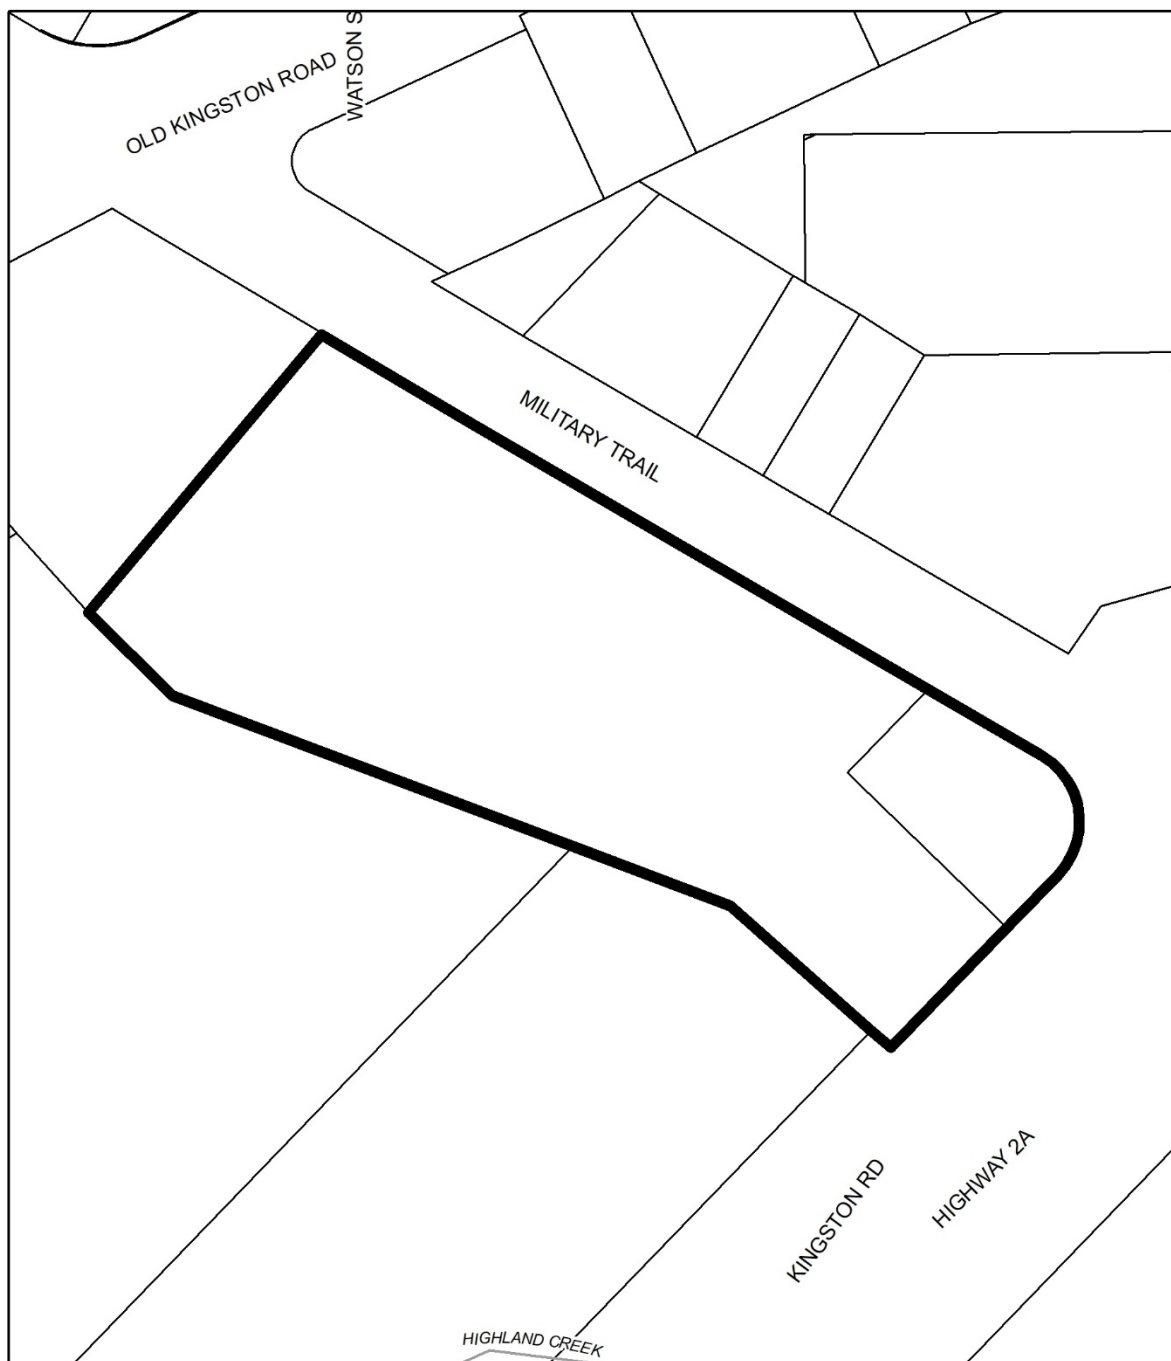 OLD KINGSTON ROAD
WATSON S
MILITARY TRAIL
KINGSTON RD
HIGHWAY 2A
HIGHLAND CREEK